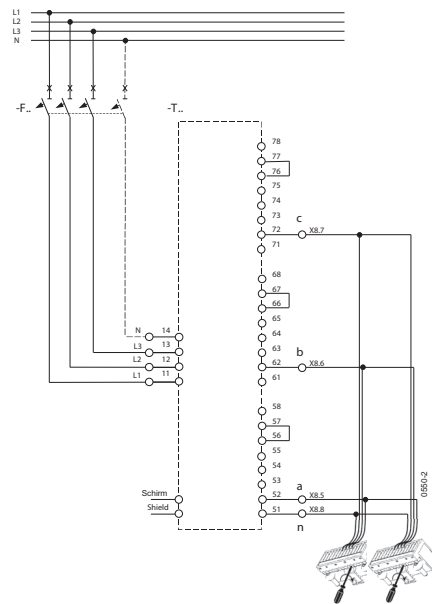 L1
L2
L3
N
-F..
-T..
78
77
76
75
74
73
c
72
X8.7
71
68
67
66
65
64
N
14
63
L3
13
b
L2
12
62
X8.6
L1
11
61
58
57
56
55
54
53
a
Schirm
52
X8.5
Shield
51
X8.8
n
0550-2